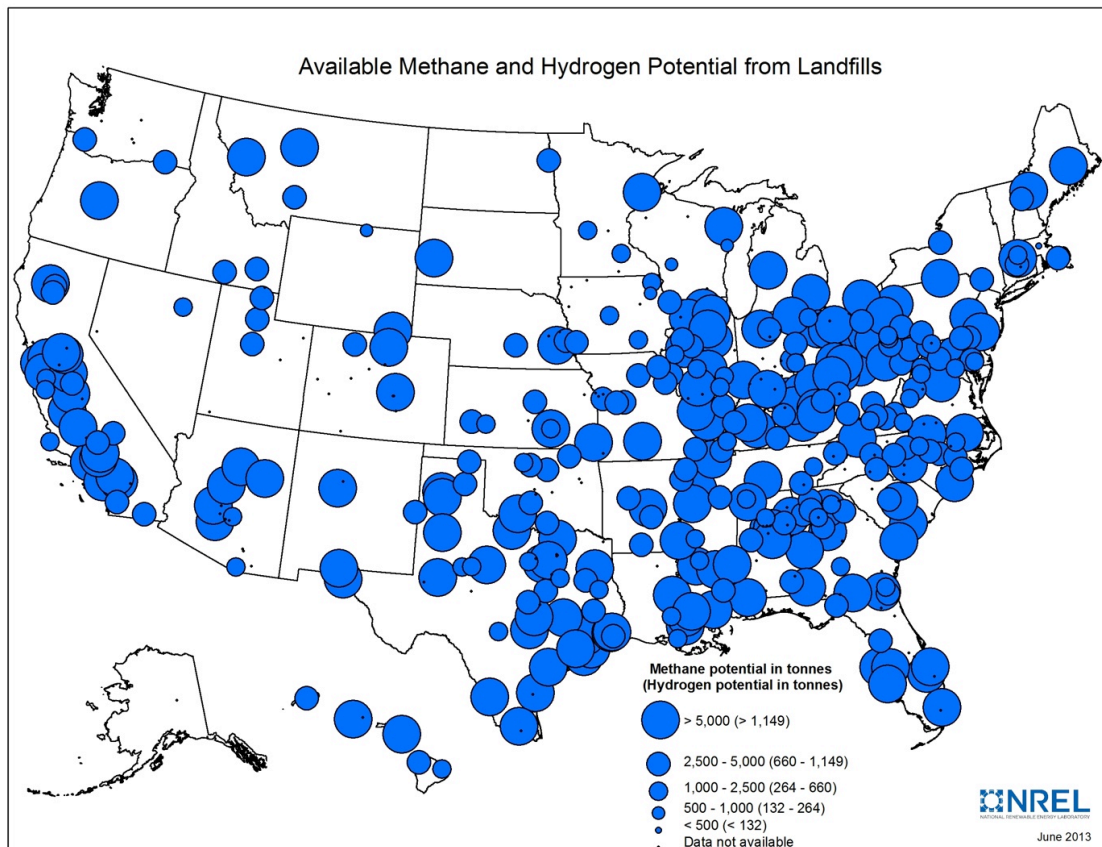 Available Methane and Hydrogen Potential from Landfills
Methane potential in tonnes
(Hydrogen potential in tonnes)
> 5,000 (> 1,149)
2,500 - 5,000 (660 - 1,149)
1,000 - 2,500 (264 - 660)
500 - 1,000 (132 - 264)
< 500 (< 132)
Data not available
NREL
NATIONAL RENEWABLE ENERGY LABORATORY
June 2013